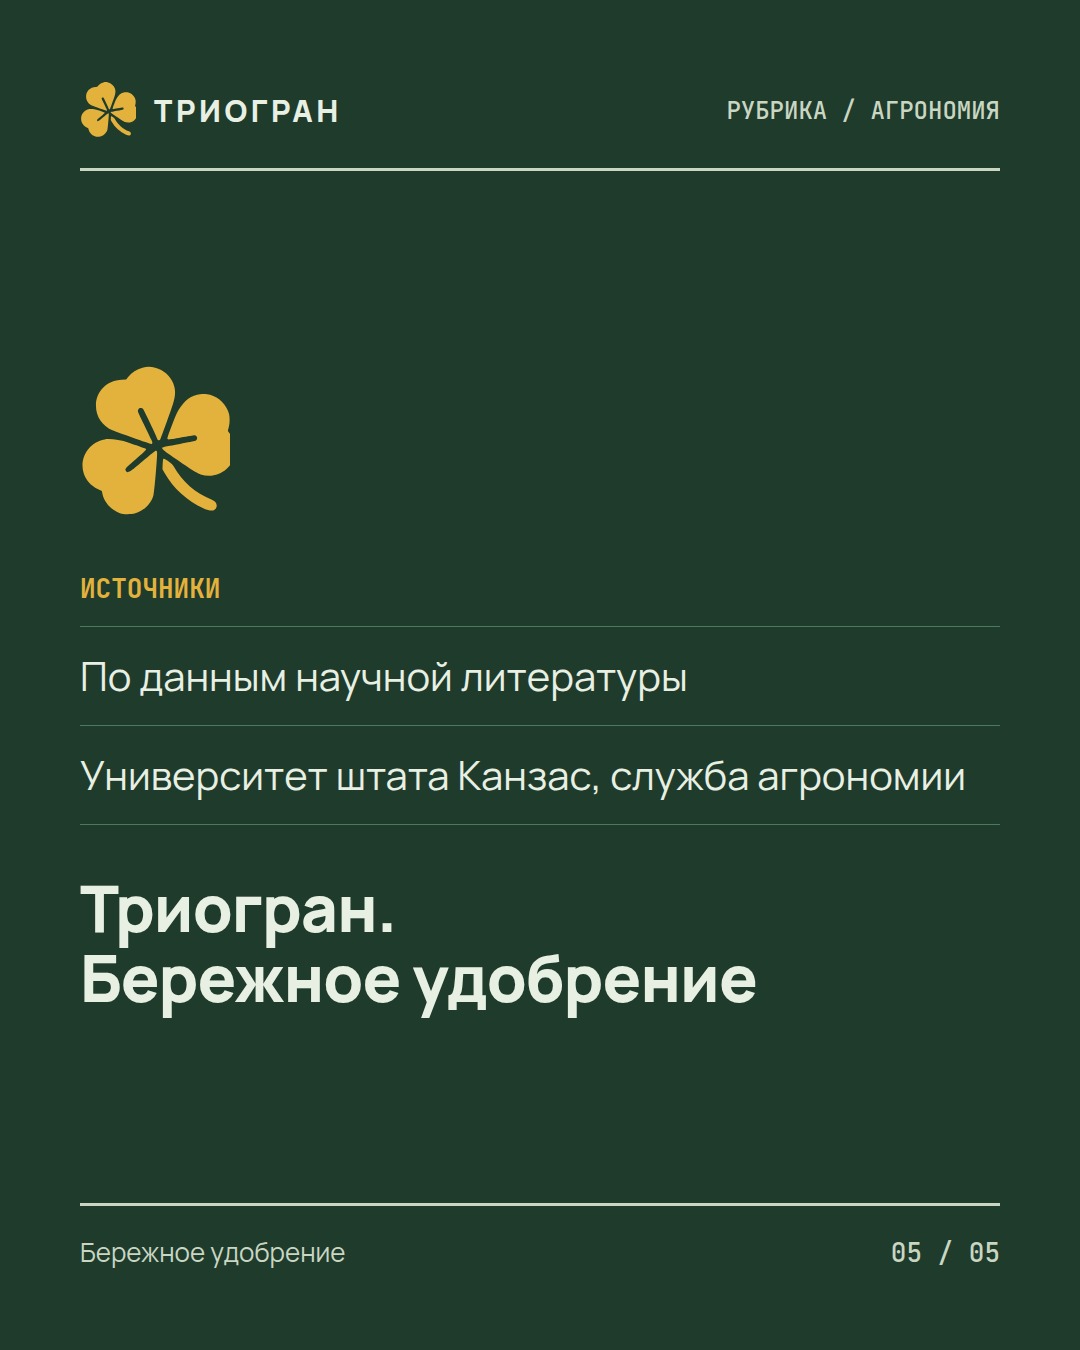 ТРИОГРАН
РУБРИКА / АГРОНОМИЯ
ИСТОЧНИКИ
По данным научной литературы
Университет штата Канзас, служба агрономии
Триогран.
Бережное удобрение
Бережное удобрение
05 / 05